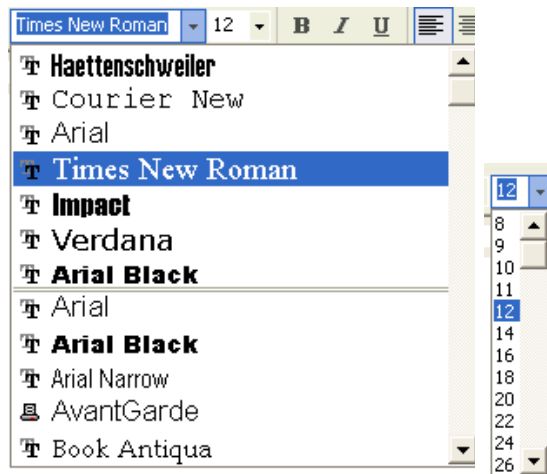 Times New Roman 12 B I U
Haettenschweiler
Courier New
Arial
Times New Roman
Impact
Verdana
Arial Black
Arial
Arial Black
Arial Narrow
AvantGarde
Book Antiqua
12
8
9
10
11
12
14
16
18
20
22
24
26